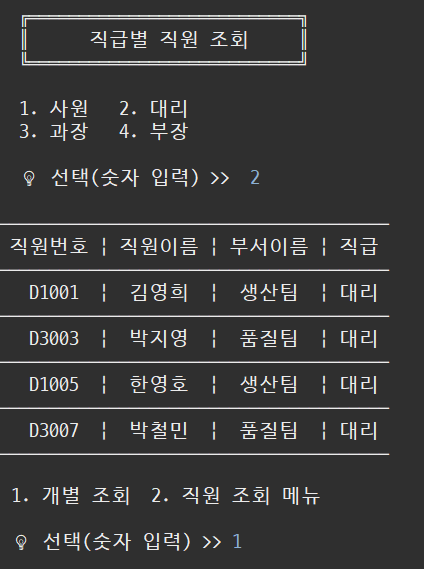 직급별 직원 조회
1. 사원 2. 대리
3. 과장 4. 부장
선택(숫자 입력) >> 2
직원번호 ¦ 직원이름 ¦ 부서이름 ¦ 직급
D1001 ¦ 김영희 ¦ 생산팀 ¦ 대리
D3003 ¦ 박지영 ¦ 품질팀 ¦ 대리
D1005 ¦ 한영호 ¦ 생산팀 ¦ 대리
D3007 ¦ 박철민 ¦ 품질팀 ¦ 대리
1. 개별 조회 2. 직원 조회 메뉴
선택(숫자 입력) >> 1